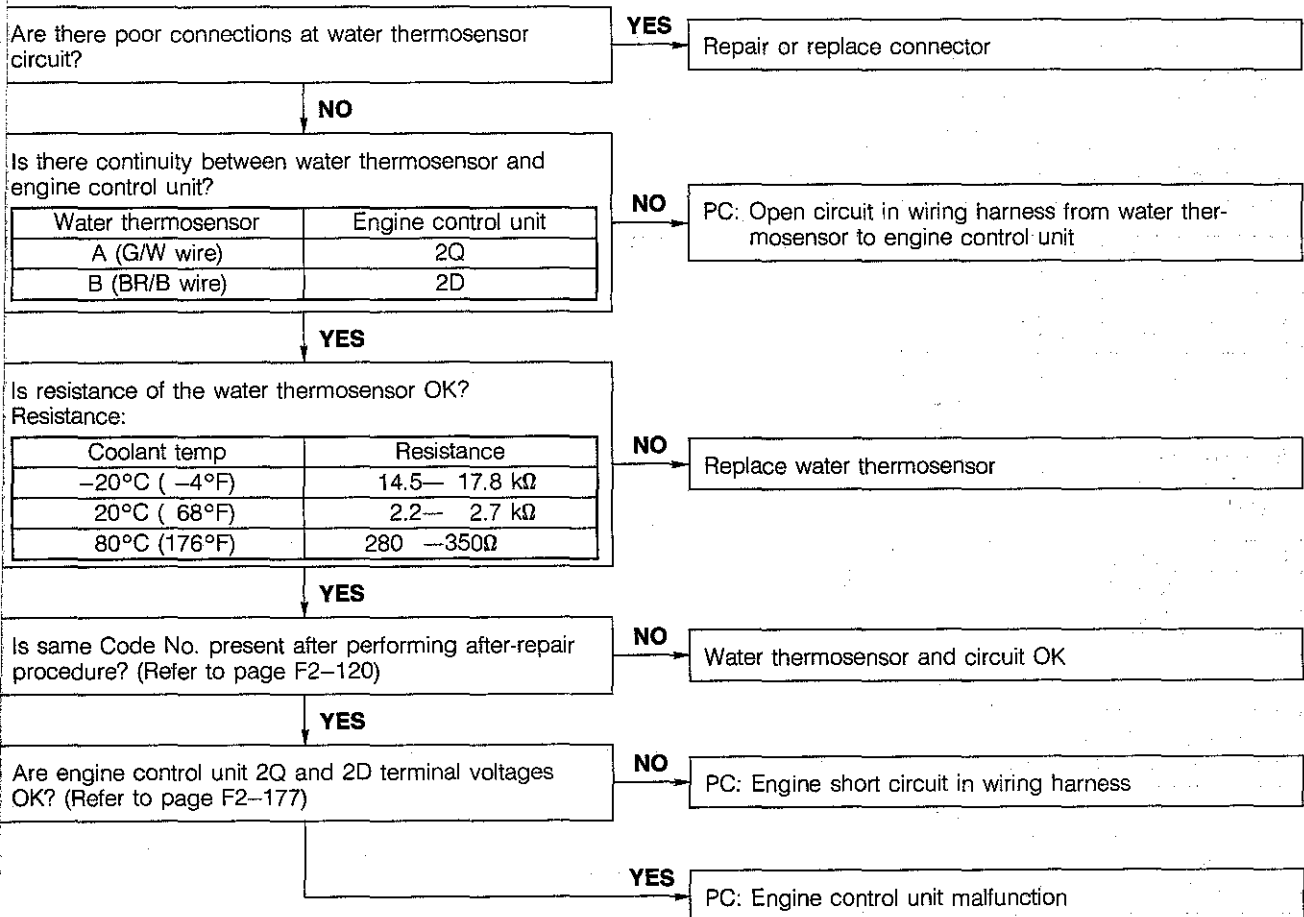 Are there poor connections at water thermosensor
circuit?
YES
Repair or replace connector
NO
Is there continuity between water thermosensor and
engine control unit?
Water thermosensor Engine control unit
A (G/W wire) 2Q
B (BR/B wire) 2D
NO
PC: Open circuit in wiring harness from water ther-
mosensor to engine control unit
YES
Is resistance of the water thermosensor OK?
Resistance:
Coolant temp Resistance
−20°C ( −4°F) 14.5— 17.8 kΩ
20°C ( 68°F) 2.2— 2.7 kΩ
80°C (176°F) 280 —350Ω
NO
Replace water thermosensor
YES
Is same Code No. present after performing after-repair
procedure? (Refer to page F2–120)
NO
Water thermosensor and circuit OK
YES
Are engine control unit 2Q and 2D terminal voltages
OK? (Refer to page F2–177)
NO
PC: Engine short circuit in wiring harness
YES
PC: Engine control unit malfunction